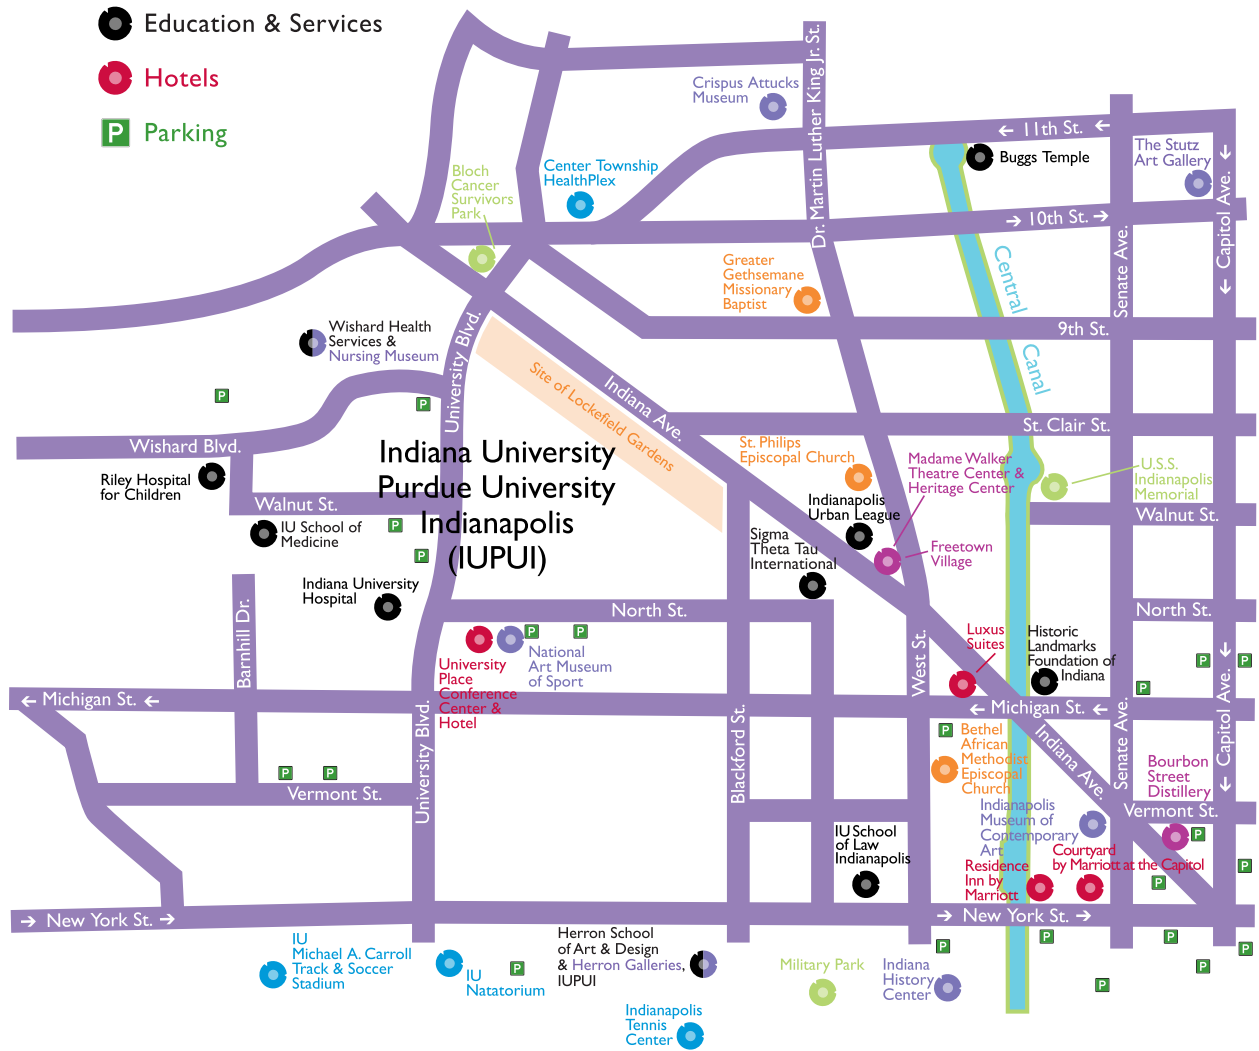 Education & Services
Hotels
P Parking
Dr. Martin Luther King Jr. St.
Crispus Attucks
Museum
← 11th St. ←
Buggs Temple
The Stutz
Art Gallery
Bloch
Cancer
Survivors
Park
Center Township
HealthPlex
→ 10th St. →
← Capitol Ave. ←
Senate Ave.
Greater
Gethsemane
Missionary
Baptist
Central
Canal
9th St.
Wishard Health
Services &
Nursing Museum
University Blvd.
Site of Lockefield Gardens
Indiana Ave.
P
P
St. Clair St.
Wishard Blvd.
Indiana University
Purdue University
Indianapolis
(IUPUI)
St. Philips
Episcopal Church
Madame Walker
Theatre Center &
Heritage Center
U.S.S.
Indianapolis
Memorial
Riley Hospital
for Children
Walnut St.
Indianapolis
Urban League
Walnut St.
IU School of
Medicine
P
P
Sigma
Theta Tau
International
Freetown
Village
Indiana University
Hospital
Barnhill Dr.
North St.
North St.
University
Place
Conference
Center &
Hotel
P
P
National
Art Museum
of Sport
West St.
Luxus
Suites
Historic
Landmarks
Foundation of
Indiana
P
P
P
← Michigan St. ←
← Michigan St. ←
University Blvd.
Blackford St.
P
Bethel
African
Methodist
Episcopal
Church
Indiana Ave.
Senate Ave.
← Capitol Ave. ←
Bourbon
Street
Distillery
P
P
Vermont St.
Vermont St.
Indianapolis
Museum of
Contemporary
Art
P
IU School
of Law
Indianapolis
Courtyard
by Marriott at the Capitol
Residence
Inn by
Marriott
P
P
→ New York St. →
→ New York St. →
IU
Michael A. Carroll
Track & Soccer
Stadium
IU
Natatorium
P
Herron School
of Art & Design
& Herron Galleries,
IUPUI
Military Park
Indiana
History
Center
P
P
P
P
P
P
Indianapolis
Tennis
Center